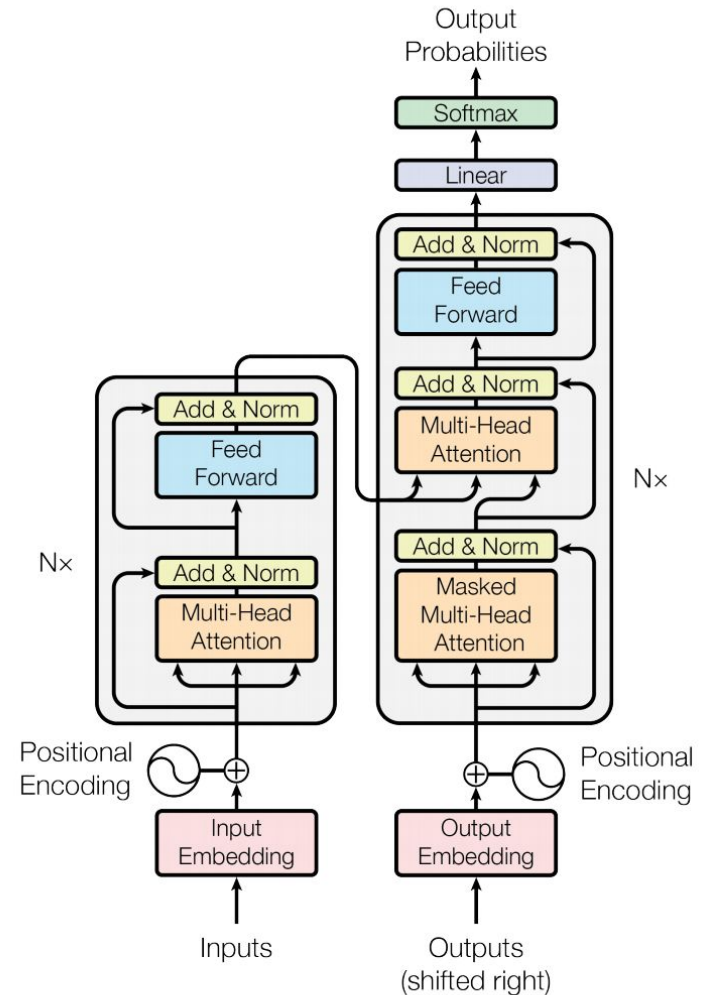 Output
Probabilities
Softmax
Linear
Add & Norm
Feed
Forward
Add & Norm
Multi-Head
Attention
Add & Norm
Masked
Multi-Head
Attention
N×
Add & Norm
Feed
Forward
Add & Norm
Multi-Head
Attention
N×
Positional
Encoding
Positional
Encoding
Input
Embedding
Output
Embedding
Inputs
Outputs
(shifted right)